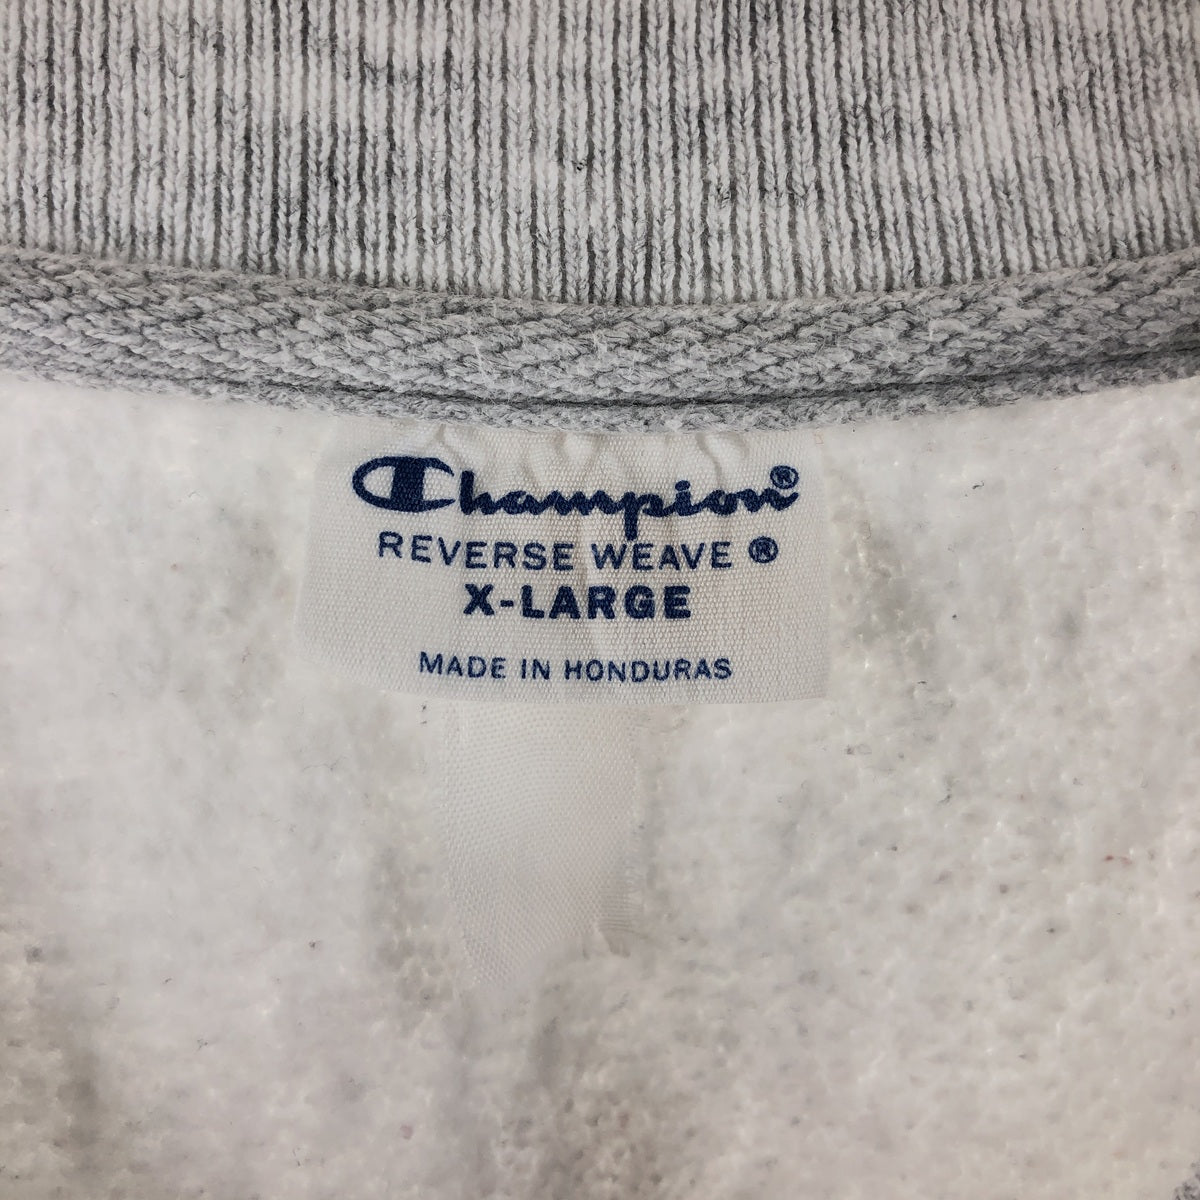 Champion®
REVERSE WEAVE ®
X-LARGE
MADE IN HONDURAS